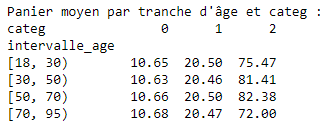 Panier moyen par tranche d'âge et categ :
categ 0 1 2
intervalle_age
[18, 30) 10.65 20.50 75.47
[30, 50) 10.63 20.46 81.41
[50, 70) 10.66 20.50 82.38
[70, 95) 10.68 20.47 72.00